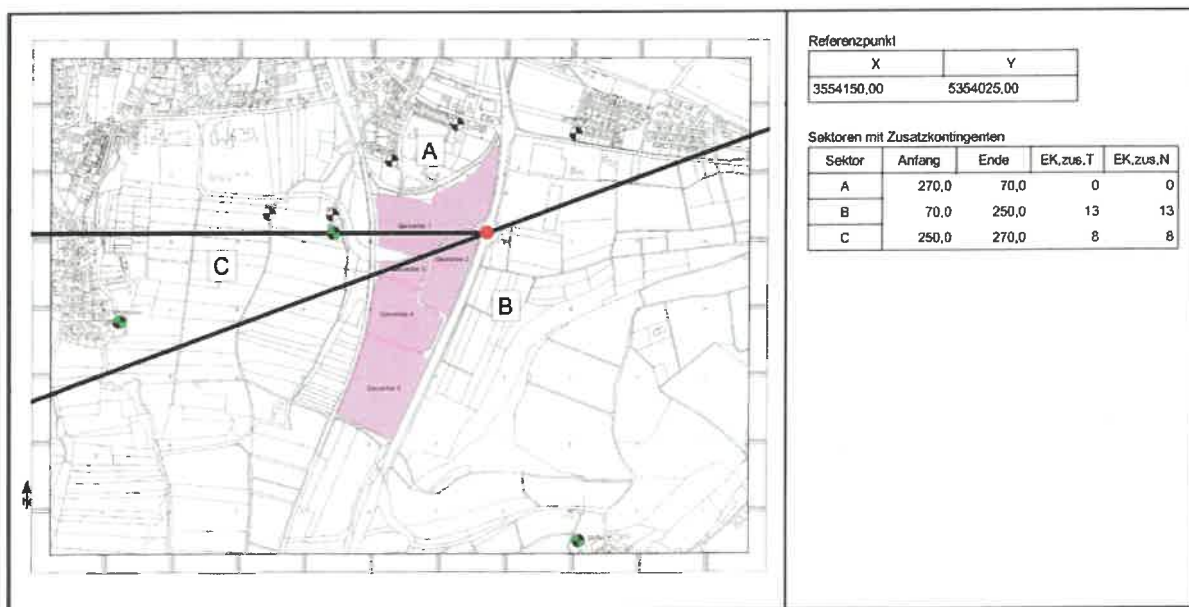 Referenzpunkt
X Y
3554150,00 5354025,00
Sektoren mit Zusatzkontingenten
Sektor Anfang Ende EK,zus,T EK,zus,N
A 270,0 70,0 0 0
B 70,0 250,0 13 13
C 250,0 270,0 8 8
A
C
B